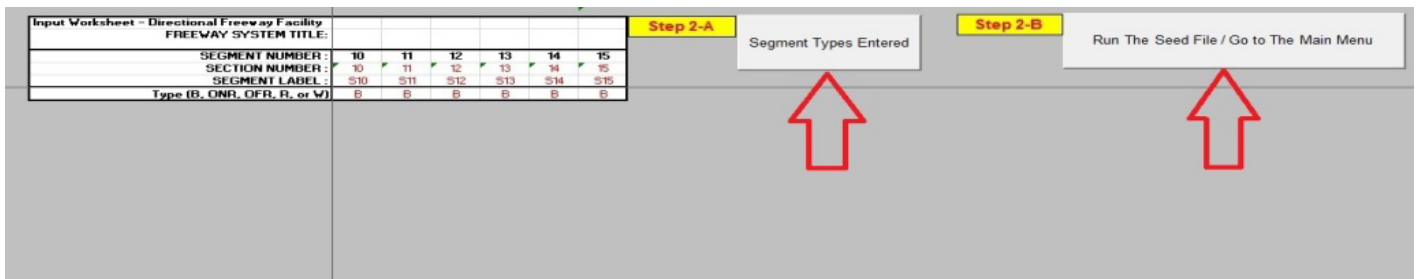 Input Worksheet - Directional Freeway Facility
FREEWAY SYSTEM TITLE:
SEGMENT NUMBER : 10 11 12 13 14 15
SECTION NUMBER : 10 11 12 13 14 15
SEGMENT LABEL : S10 S11 S12 S13 S14 S15
Type (B, ONR, OFR, R, or W) B B B B B B
Step 2-A
Segment Types Entered
Step 2-B
Run The Seed File / Go to The Main Menu